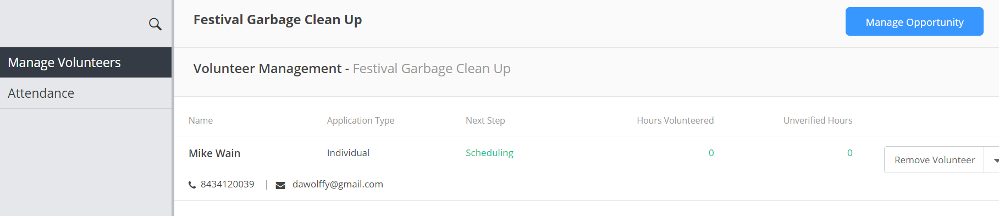 Festival Garbage Clean Up
Manage Opportunity
Manage Volunteers
Attendance
Volunteer Management - Festival Garbage Clean Up
Name Application Type Next Step Hours Volunteered Unverified Hours
Mike Wain Individual Scheduling 0 0 Remove Volunteer
8434120039 | dawolffy@gmail.com